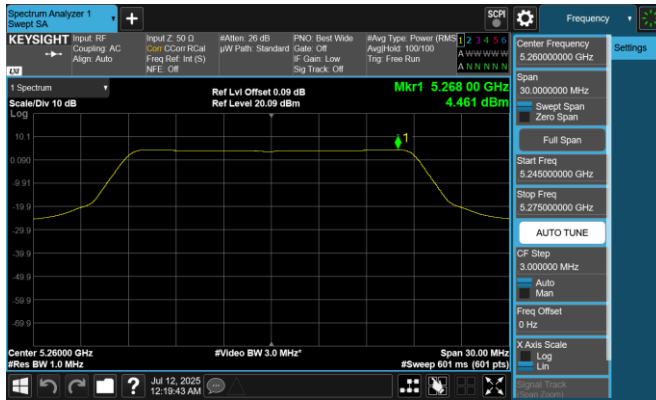 Spectrum Analyzer 1
Swept SA
+
SCPI
Frequency
KEYSIGHT
Input: RF
Coupling: AC
Align: Auto
Input Z: 50 Ω
Corr CCorr RCal
Freq Ref: Int (S)
NFE: Off
#Atten: 26 dB
µW Path: Standard
PNO: Best Wide
Gate: Off
IF Gain: Low
Sig Track: Off
#Avg Type: Power (RMS
Avg|Hold: 100/100
Trig: Free Run
1 2 3 4 5 6
A W W W W W
A N N N N N
LXI
1 Spectrum
Scale/Div 10 dB
Log
Ref Lvl Offset 0.09 dB
Ref Level 20.09 dBm
Mkr1 5.268 00 GHz
4.461 dBm
10.1
0.090
-9.91
-19.9
-29.9
-39.9
-49.9
-59.9
-69.9
1
Center 5.26000 GHz
#Res BW 1.0 MHz
#Video BW 3.0 MHz*
Span 30.00 MHz
#Sweep 601 ms (601 pts)
Center Frequency
5.260000000 GHz
Span
30.0000000 MHz
Swept Span
Zero Span
Full Span
Start Freq
5.245000000 GHz
Stop Freq
5.275000000 GHz
AUTO TUNE
CF Step
3.000000 MHz
Auto
Man
Freq Offset
0 Hz
X Axis Scale
Log
Lin
Signal Track
(Span Zoom)
Settings
?
Jul 12, 2025
12:19:43 AM